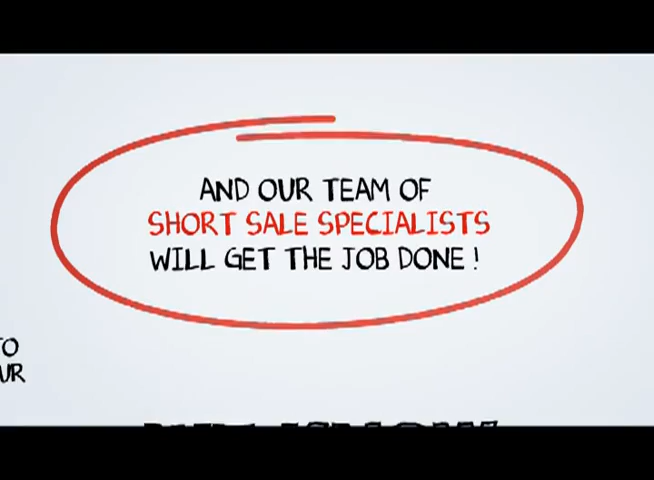 AND OUR TEAM OF
SHORT SALE SPECIALISTS
WILL GET THE JOB DONE !